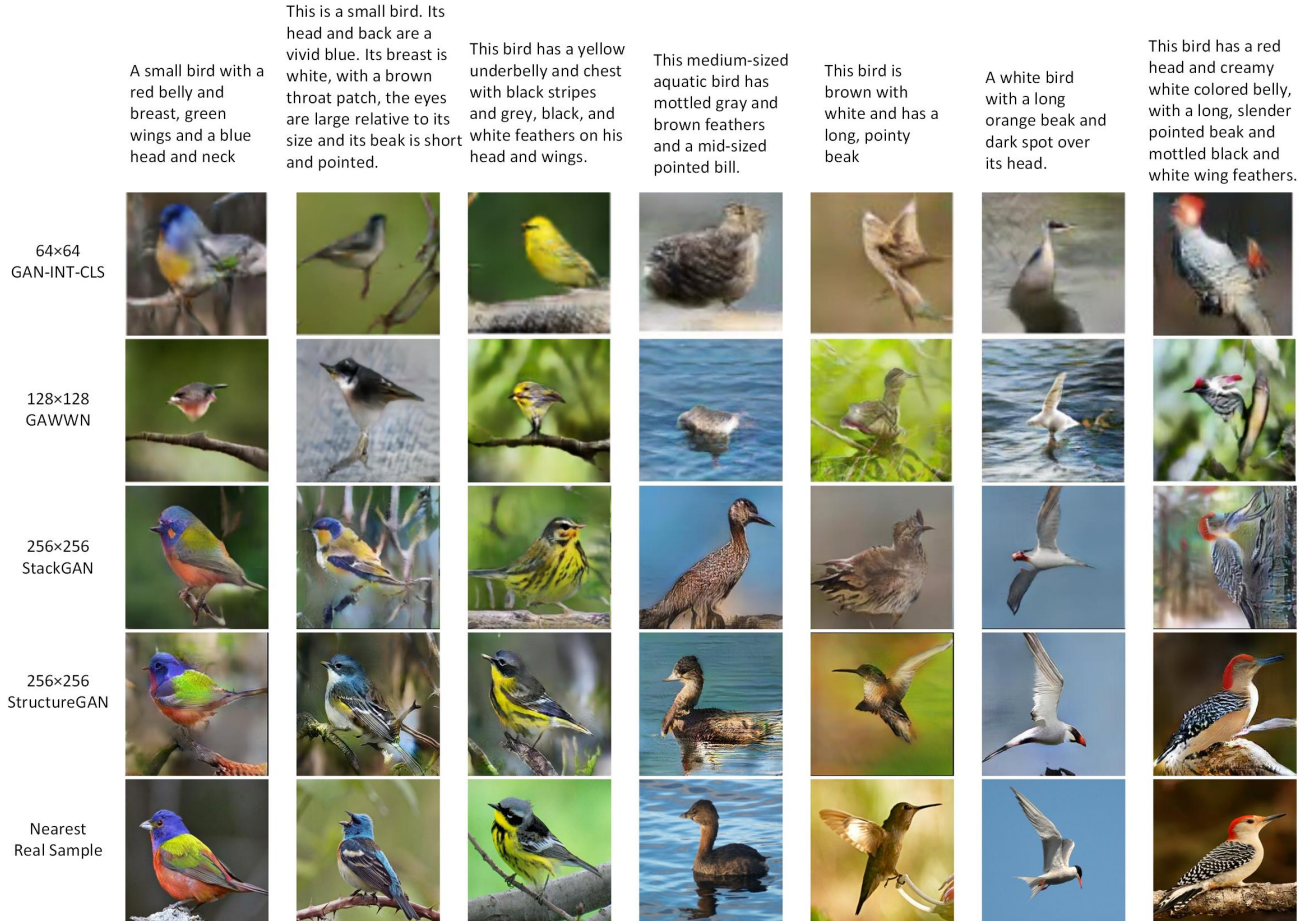 A small bird with a
red belly and
breast, green
wings and a blue
head and neck
This is a small bird. Its
head and back are a
vivid blue. Its breast is
white, with a brown
throat patch, the eyes
are large relative to its
size and its beak is short
and pointed.
This bird has a yellow
underbelly and chest
with black stripes
and grey, black, and
white feathers on his
head and wings.
This medium-sized
aquatic bird has
mottled gray and
brown feathers
and a mid-sized
pointed bill.
This bird is
brown with
white and has a
long, pointy
beak
A white bird
with a long
orange beak and
dark spot over
its head.
This bird has a red
head and creamy
white colored belly,
with a long, slender
pointed beak and
mottled black and
white wing feathers.
64×64
GAN-INT-CLS
128×128
GAWWN
256×256
StackGAN
256×256
StructureGAN
Nearest
Real Sample